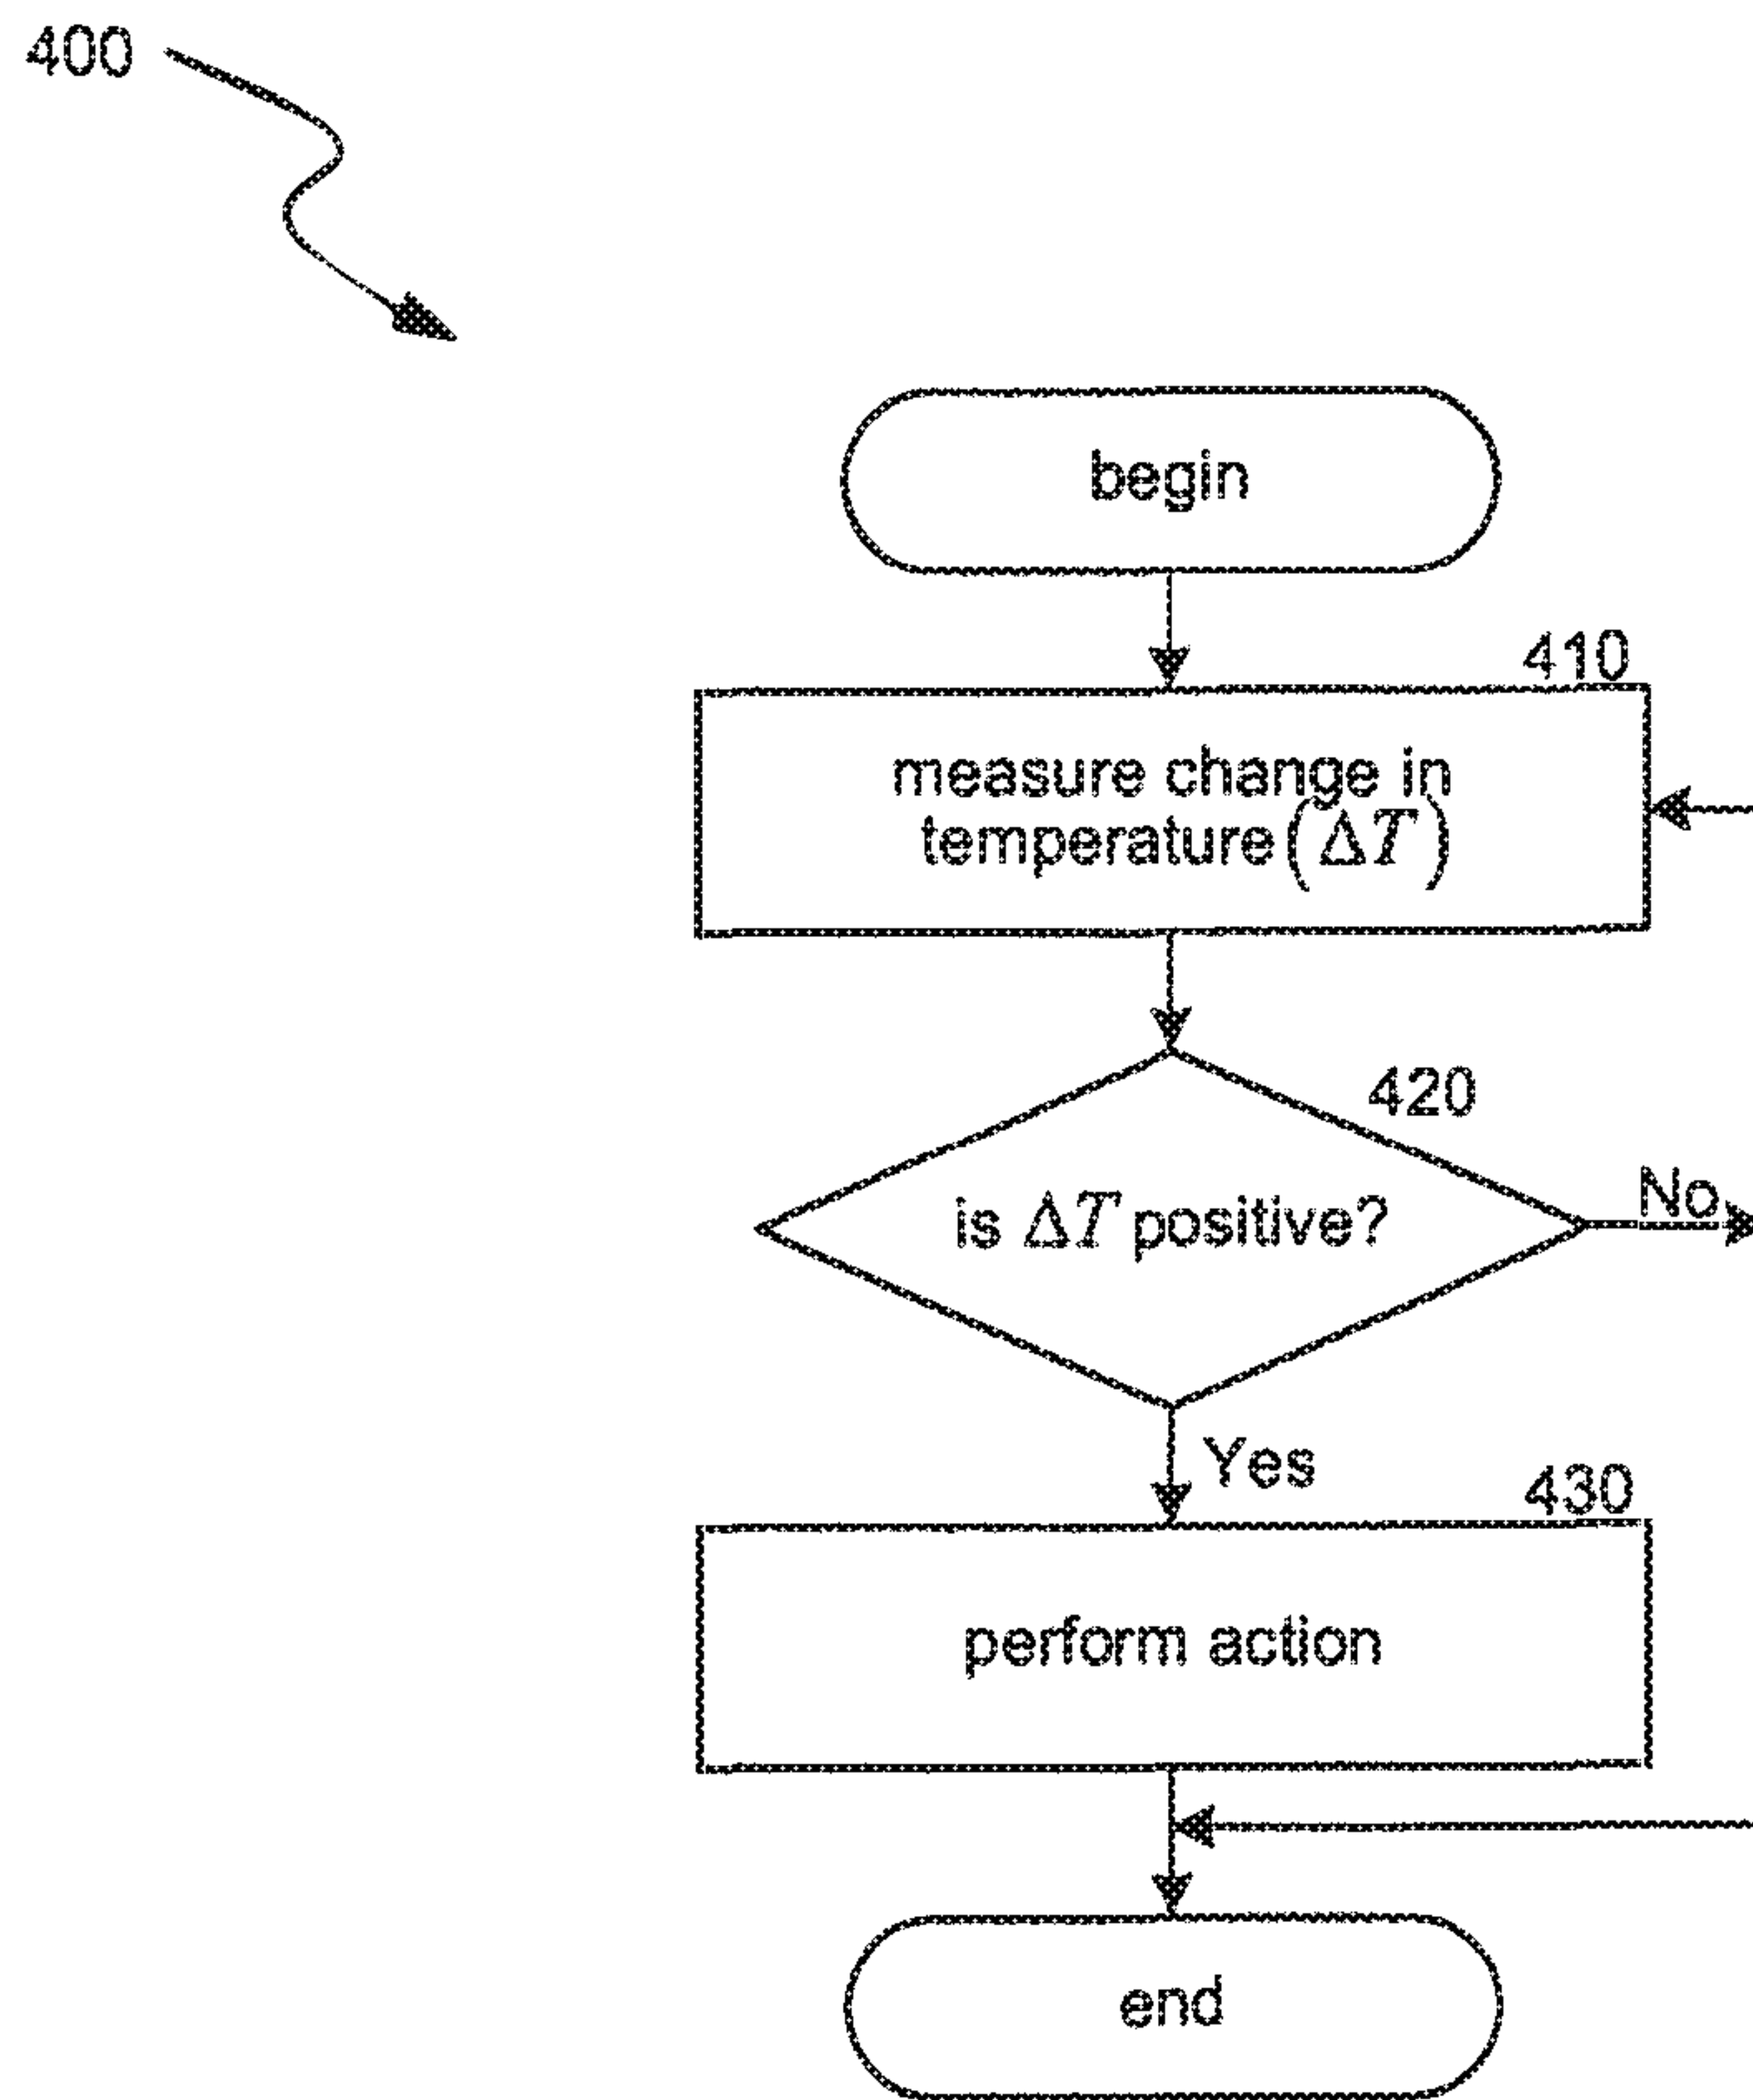 400
begin
410
measure change in
temperature (ΔT)
420
is ΔT positive?
No
Yes
430
perform action
end